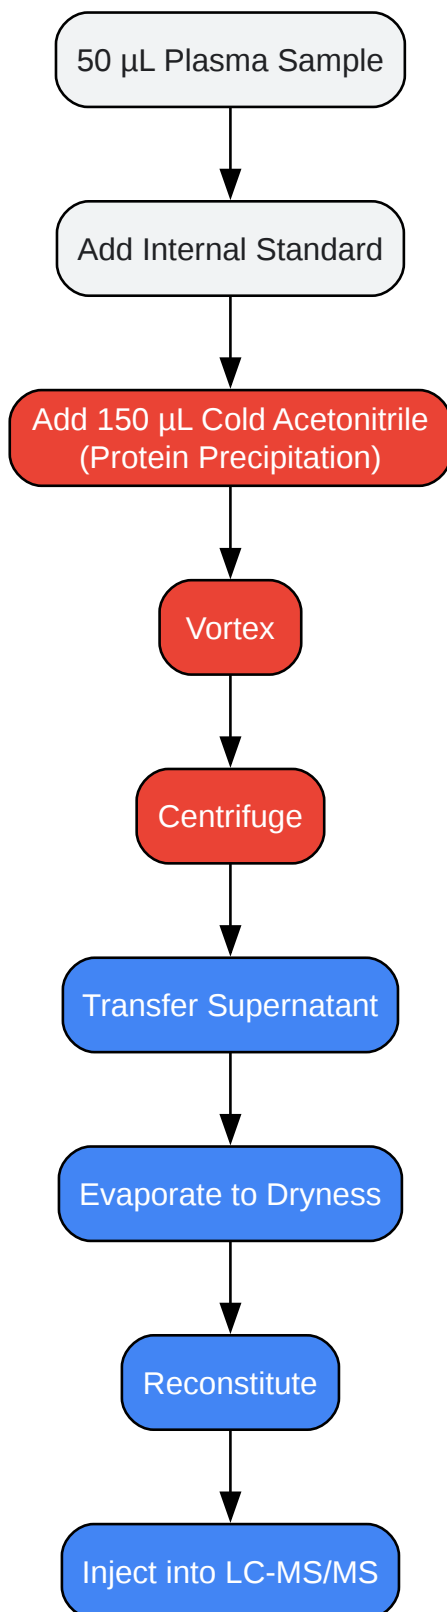 50 µL Plasma Sample
Add Internal Standard
Add 150 µL Cold Acetonitrile
(Protein Precipitation)
Vortex
Centrifuge
Transfer Supernatant
Evaporate to Dryness
Reconstitute
Inject into LC-MS/MS